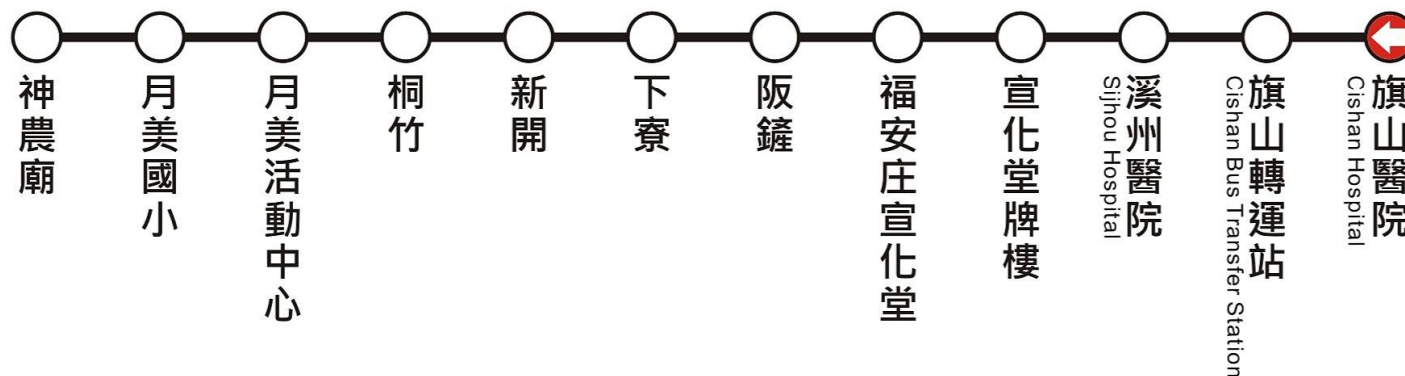 神農廟
月美國小
月美活動中心
桐竹
新開
下寮
阪鏟
福安庄宣化堂
宣化堂牌樓
溪州醫院
Sijhou Hospital
旗山轉運站
Cishan Bus Transfer Station
旗山醫院
Cishan Hospital